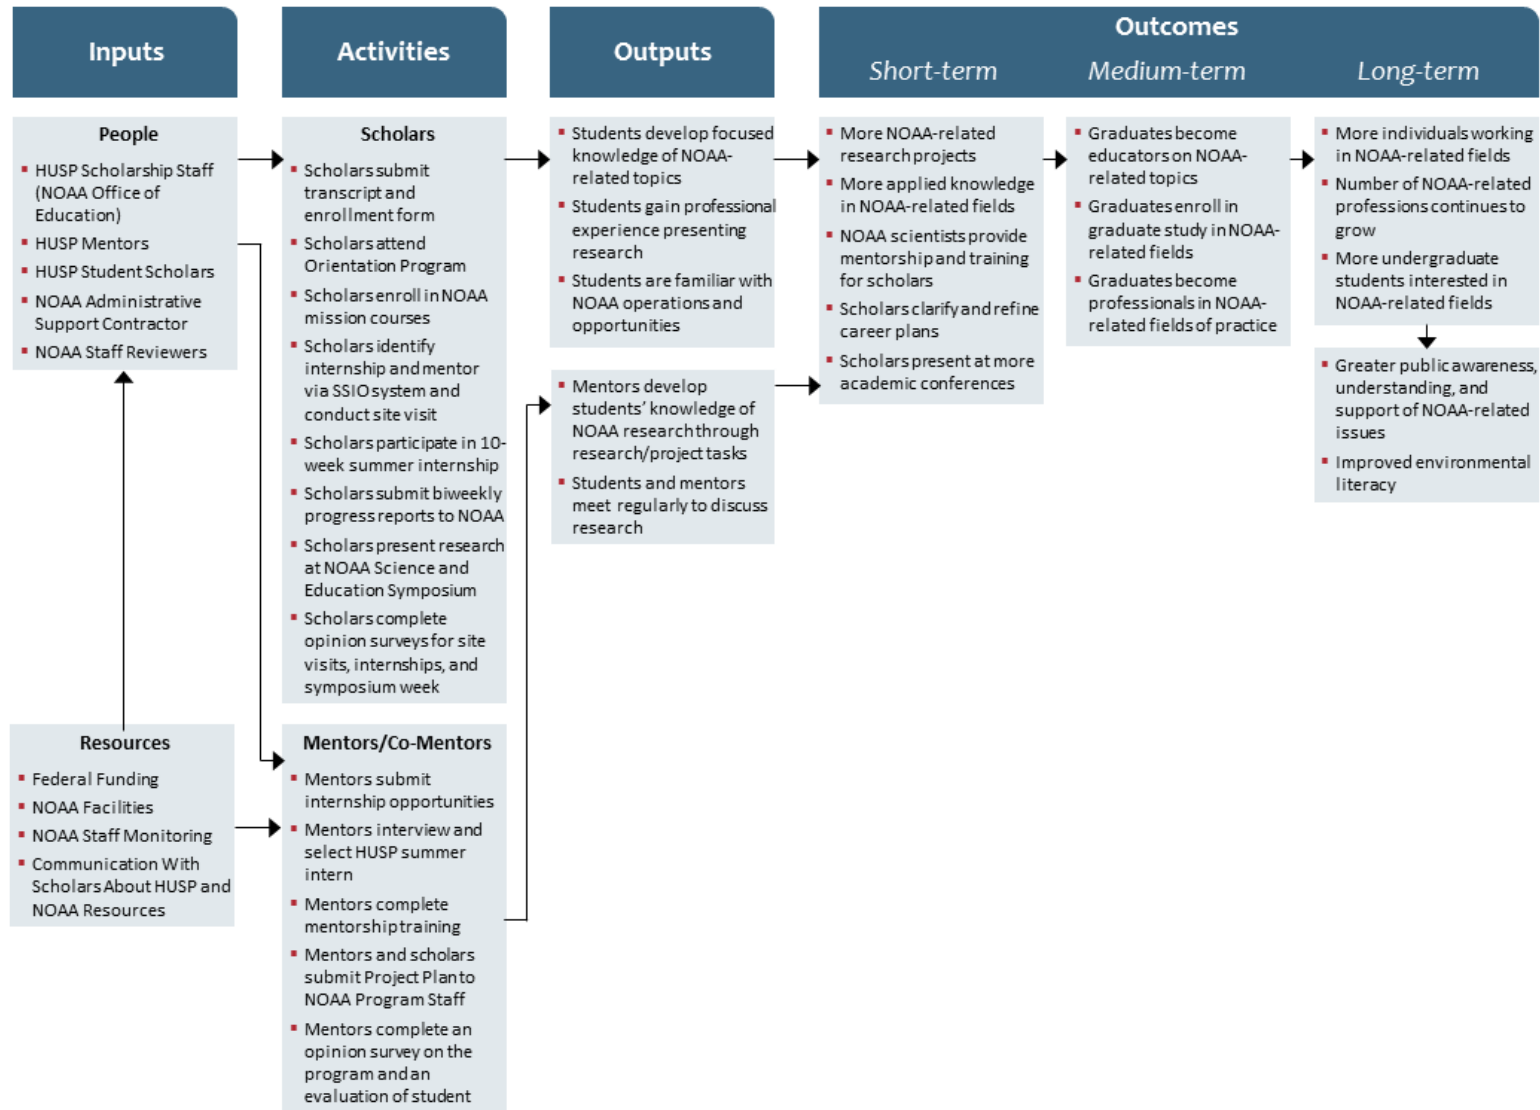 Inputs
Activities
Outputs
Outcomes
Short-term
Medium-term
Long-term
People
HUSP Scholarship Staff
(NOAA Office of
Education)
HUSP Mentors
HUSP Student Scholars
NOAA Administrative
Support Contractor
NOAA Staff Reviewers
Resources
Federal Funding
NOAA Facilities
NOAA Staff Monitoring
Communication With
Scholars About HUSP and
NOAA Resources
Scholars
Scholars submit
transcript and
enrollment form
Scholars attend
Orientation Program
Scholars enroll in NOAA
mission courses
Scholars identify
internship and mentor
via SSIO system and
conduct site visit
Scholars participate in 10-
week summer internship
Scholars submit biweekly
progress reports to NOAA
Scholars present research
at NOAA Science and
Education Symposium
Scholars complete
opinion surveys for site
visits, internships, and
symposium week
Mentors/Co-Mentors
Mentors submit
internship opportunities
Mentors interview and
select HUSP summer
intern
Mentors complete
mentorship training
Mentors and scholars
submit Project Plan to
NOAA Program Staff
Mentors complete an
opinion survey on the
program and an
evaluation of student
Students develop focused
knowledge of NOAA-
related topics
Students gain professional
experience presenting
research
Students are familiar with
NOAA operations and
opportunities
Mentors develop
students' knowledge of
NOAA research through
research/project tasks
Students and mentors
meet regularly to discuss
research
More NOAA-related
research projects
More applied knowledge
in NOAA-related fields
NOAA scientists provide
mentorship and training
for scholars
Scholars clarify and refine
career plans
Scholars present at more
academic conferences
Graduates become
educators on NOAA-
related topics
Graduates enroll in
graduate study in NOAA-
related fields
Graduates become
professionals in NOAA-
related fields of practice
More individuals working
in NOAA-related fields
Number of NOAA-related
professions continues to
grow
More undergraduate
students interested in
NOAA-related fields
Greater public awareness,
understanding, and
support of NOAA-related
issues
Improved environmental
literacy